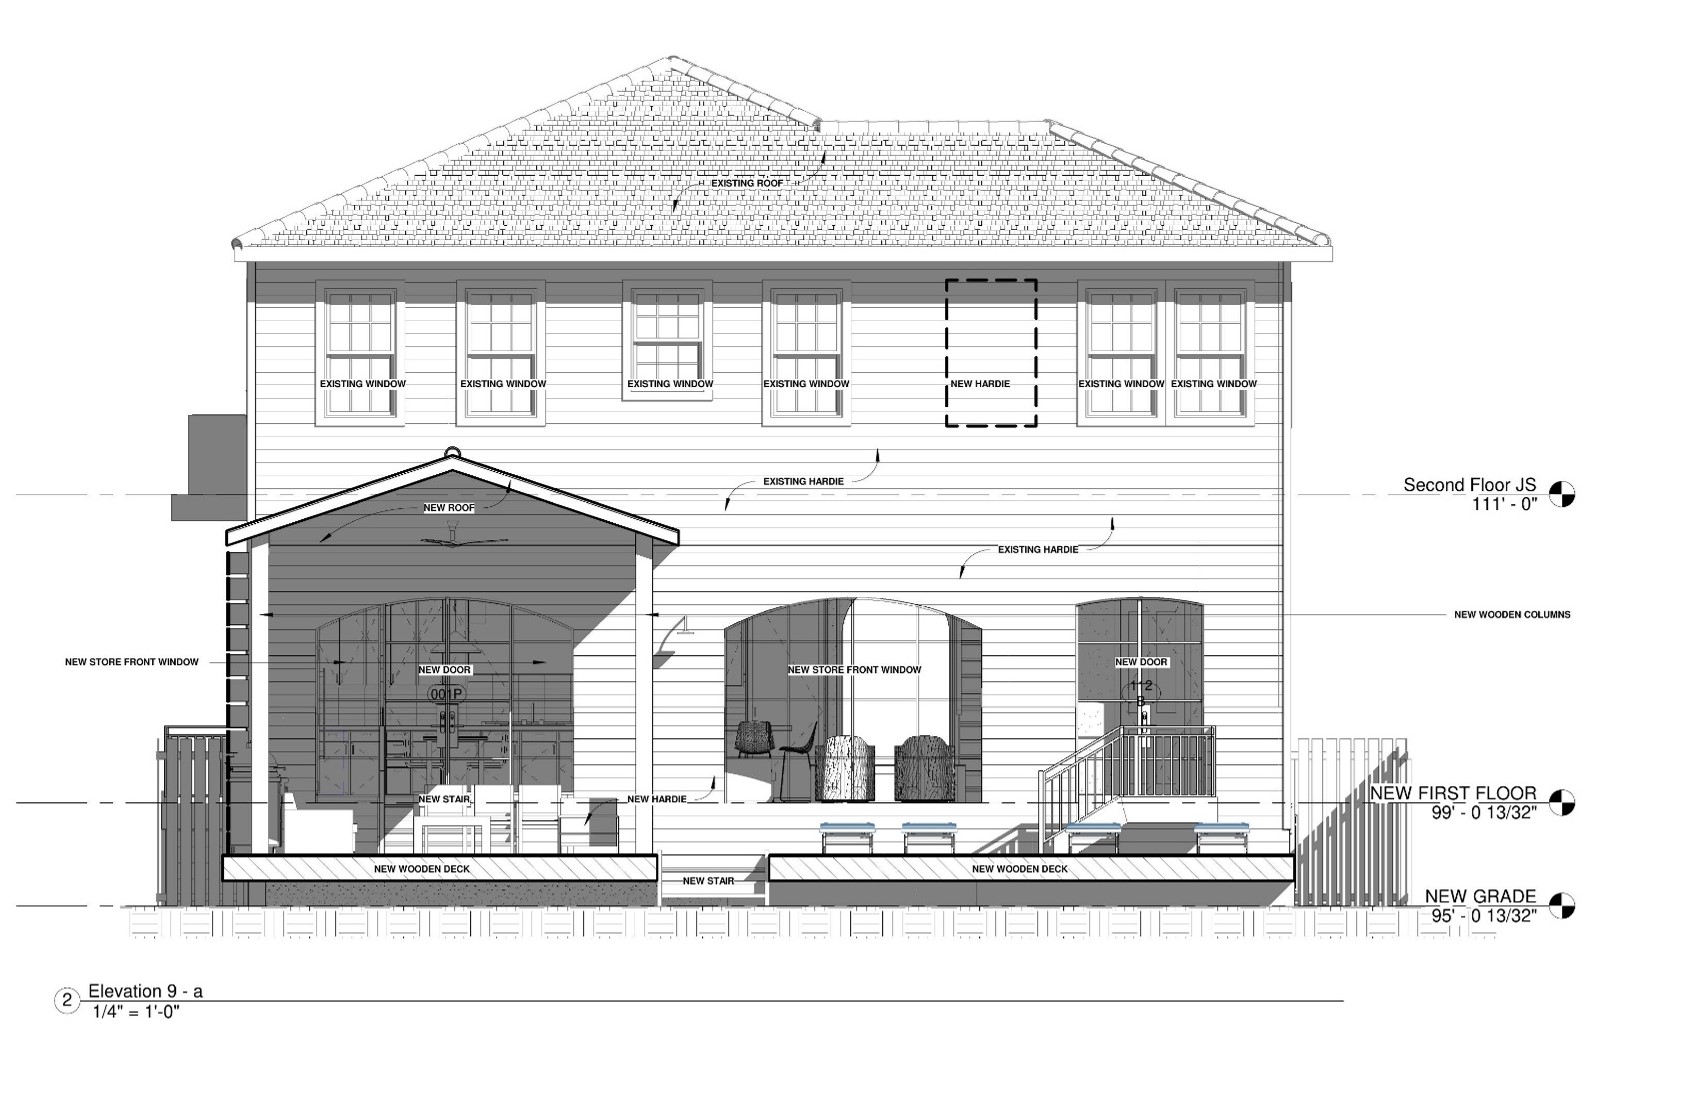 EXISTING ROOF
EXISTING WINDOW
EXISTING WINDOW
EXISTING WINDOW
EXISTING WINDOW
NEW HARDIE
EXISTING WINDOW
EXISTING WINDOW
EXISTING HARDIE
Second Floor JS
111' - 0"
NEW ROOF
EXISTING HARDIE
NEW WOODEN COLUMNS
NEW STORE FRONT WINDOW
NEW DOOR
001P
NEW STORE FRONT WINDOW
NEW DOOR
112
B
NEW STAIR
NEW HARDIE
NEW FIRST FLOOR
99' - 0 13/32"
NEW WOODEN DECK
NEW STAIR
NEW WOODEN DECK
NEW GRADE
95' - 0 13/32"
2
Elevation 9 - a
1/4" = 1'-0"